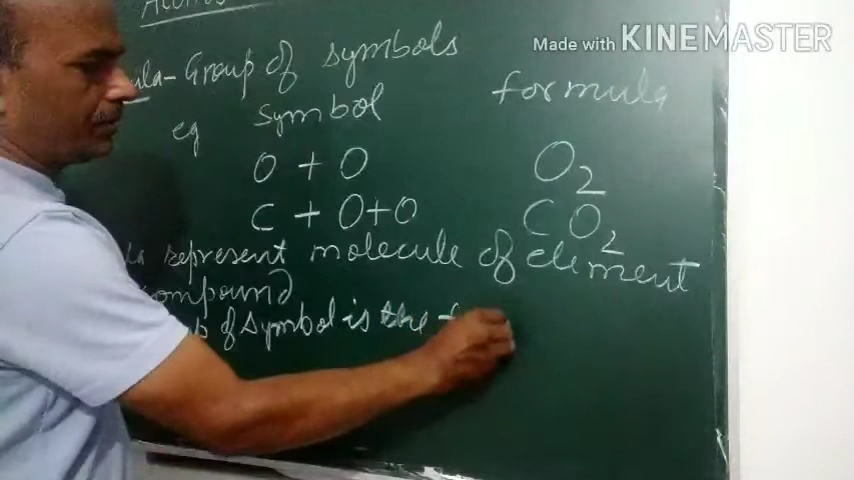 Made with KINEMASTER
ula- Group of symbols
eg symbol formula
O + O O2
C + O+O CO2
represent molecule of element
compound
of symbol is the f